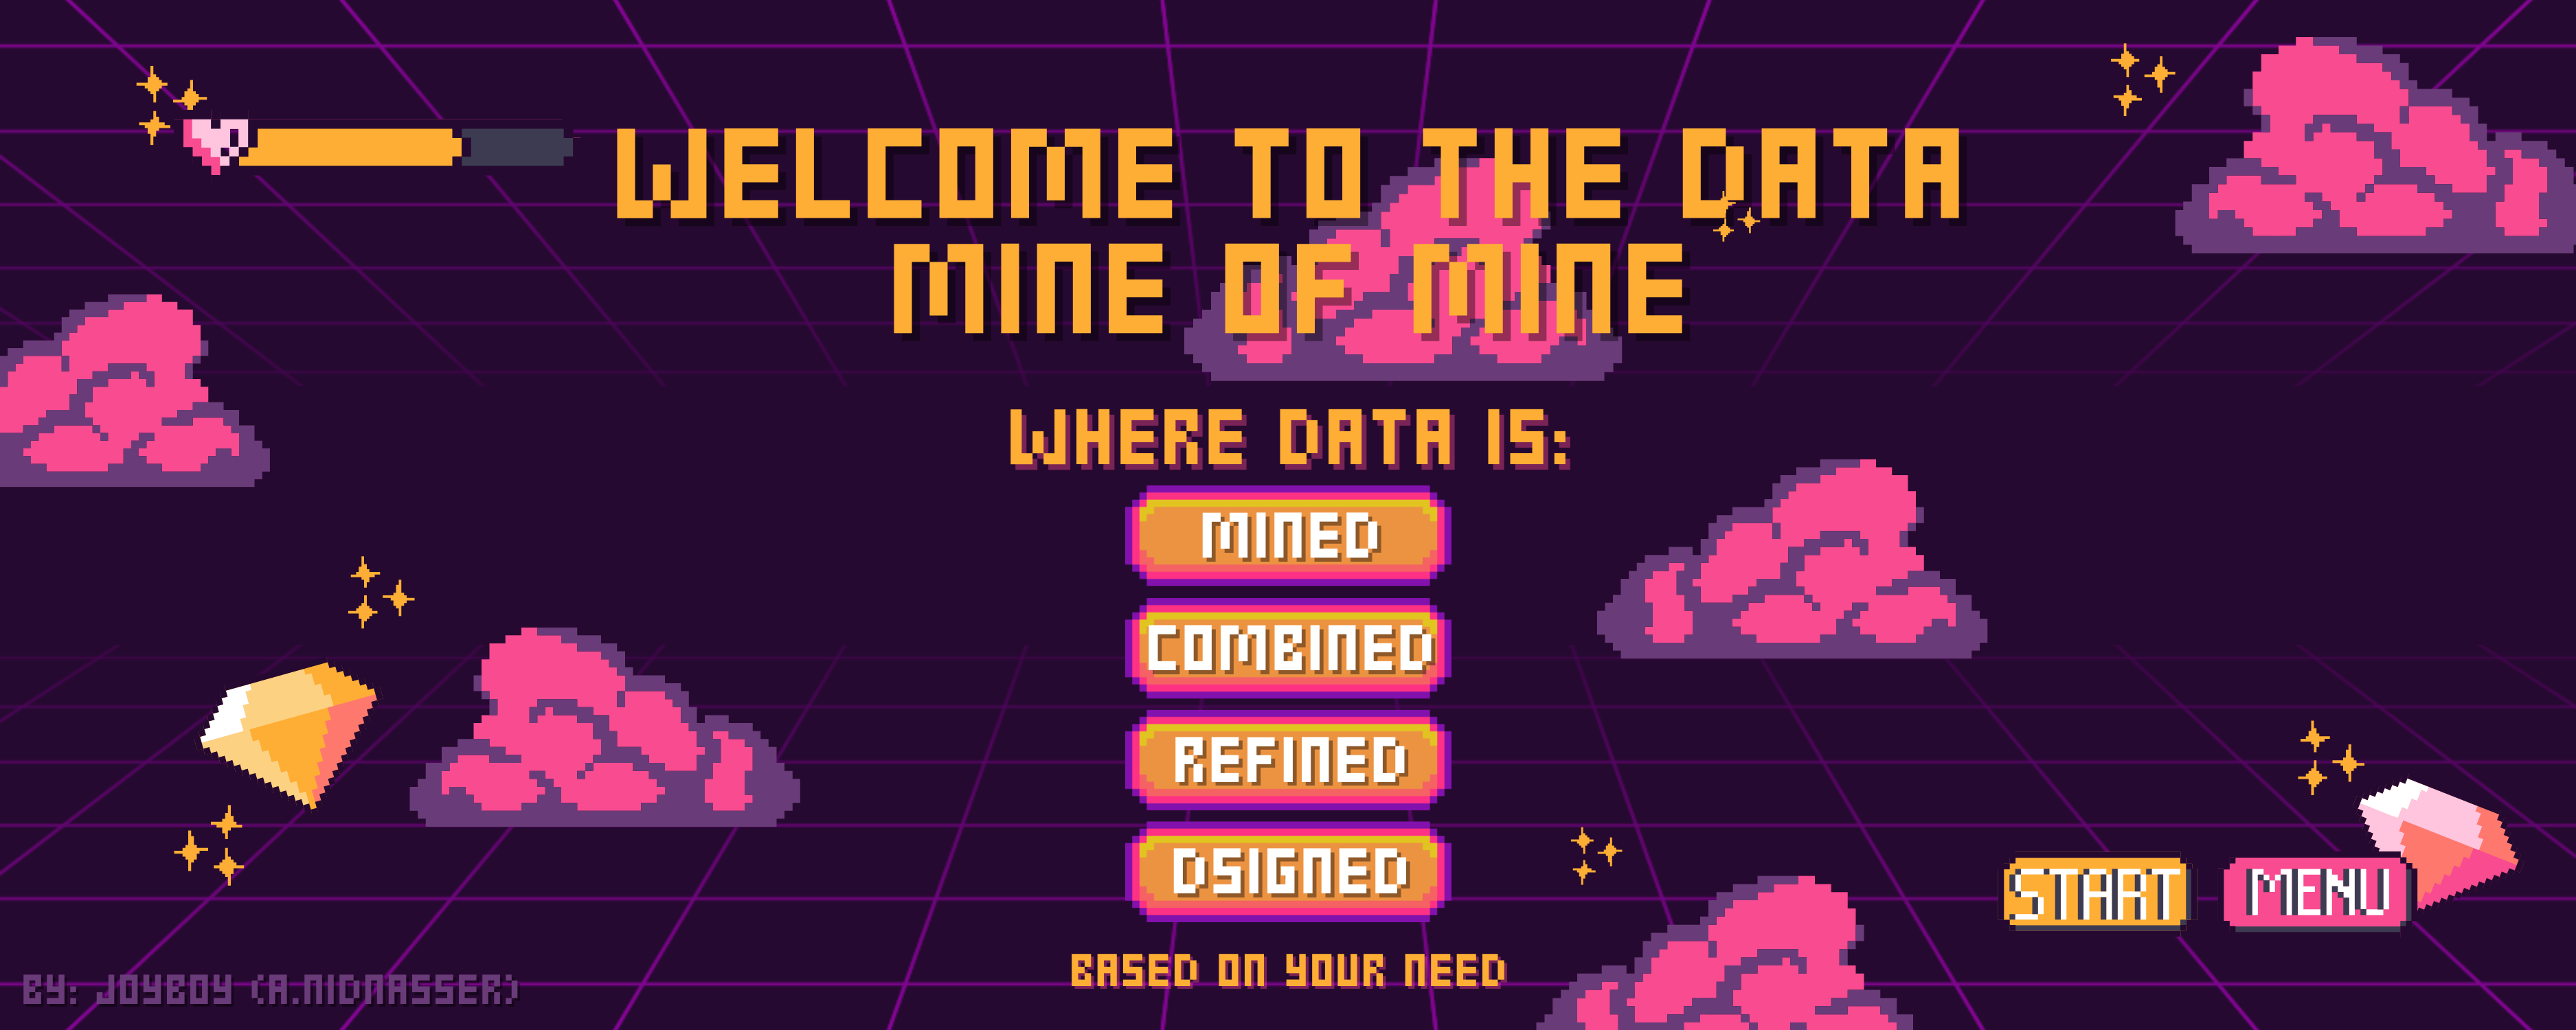 WELCOME TO THE DATA
MINE OF MINE
WHERE DATA IS:
MINED
COMBINED
REFINED
DSIGNED
BASED ON YOUR NEED
START
MENU
BY: JOYBOY (A.NIDNASSER)